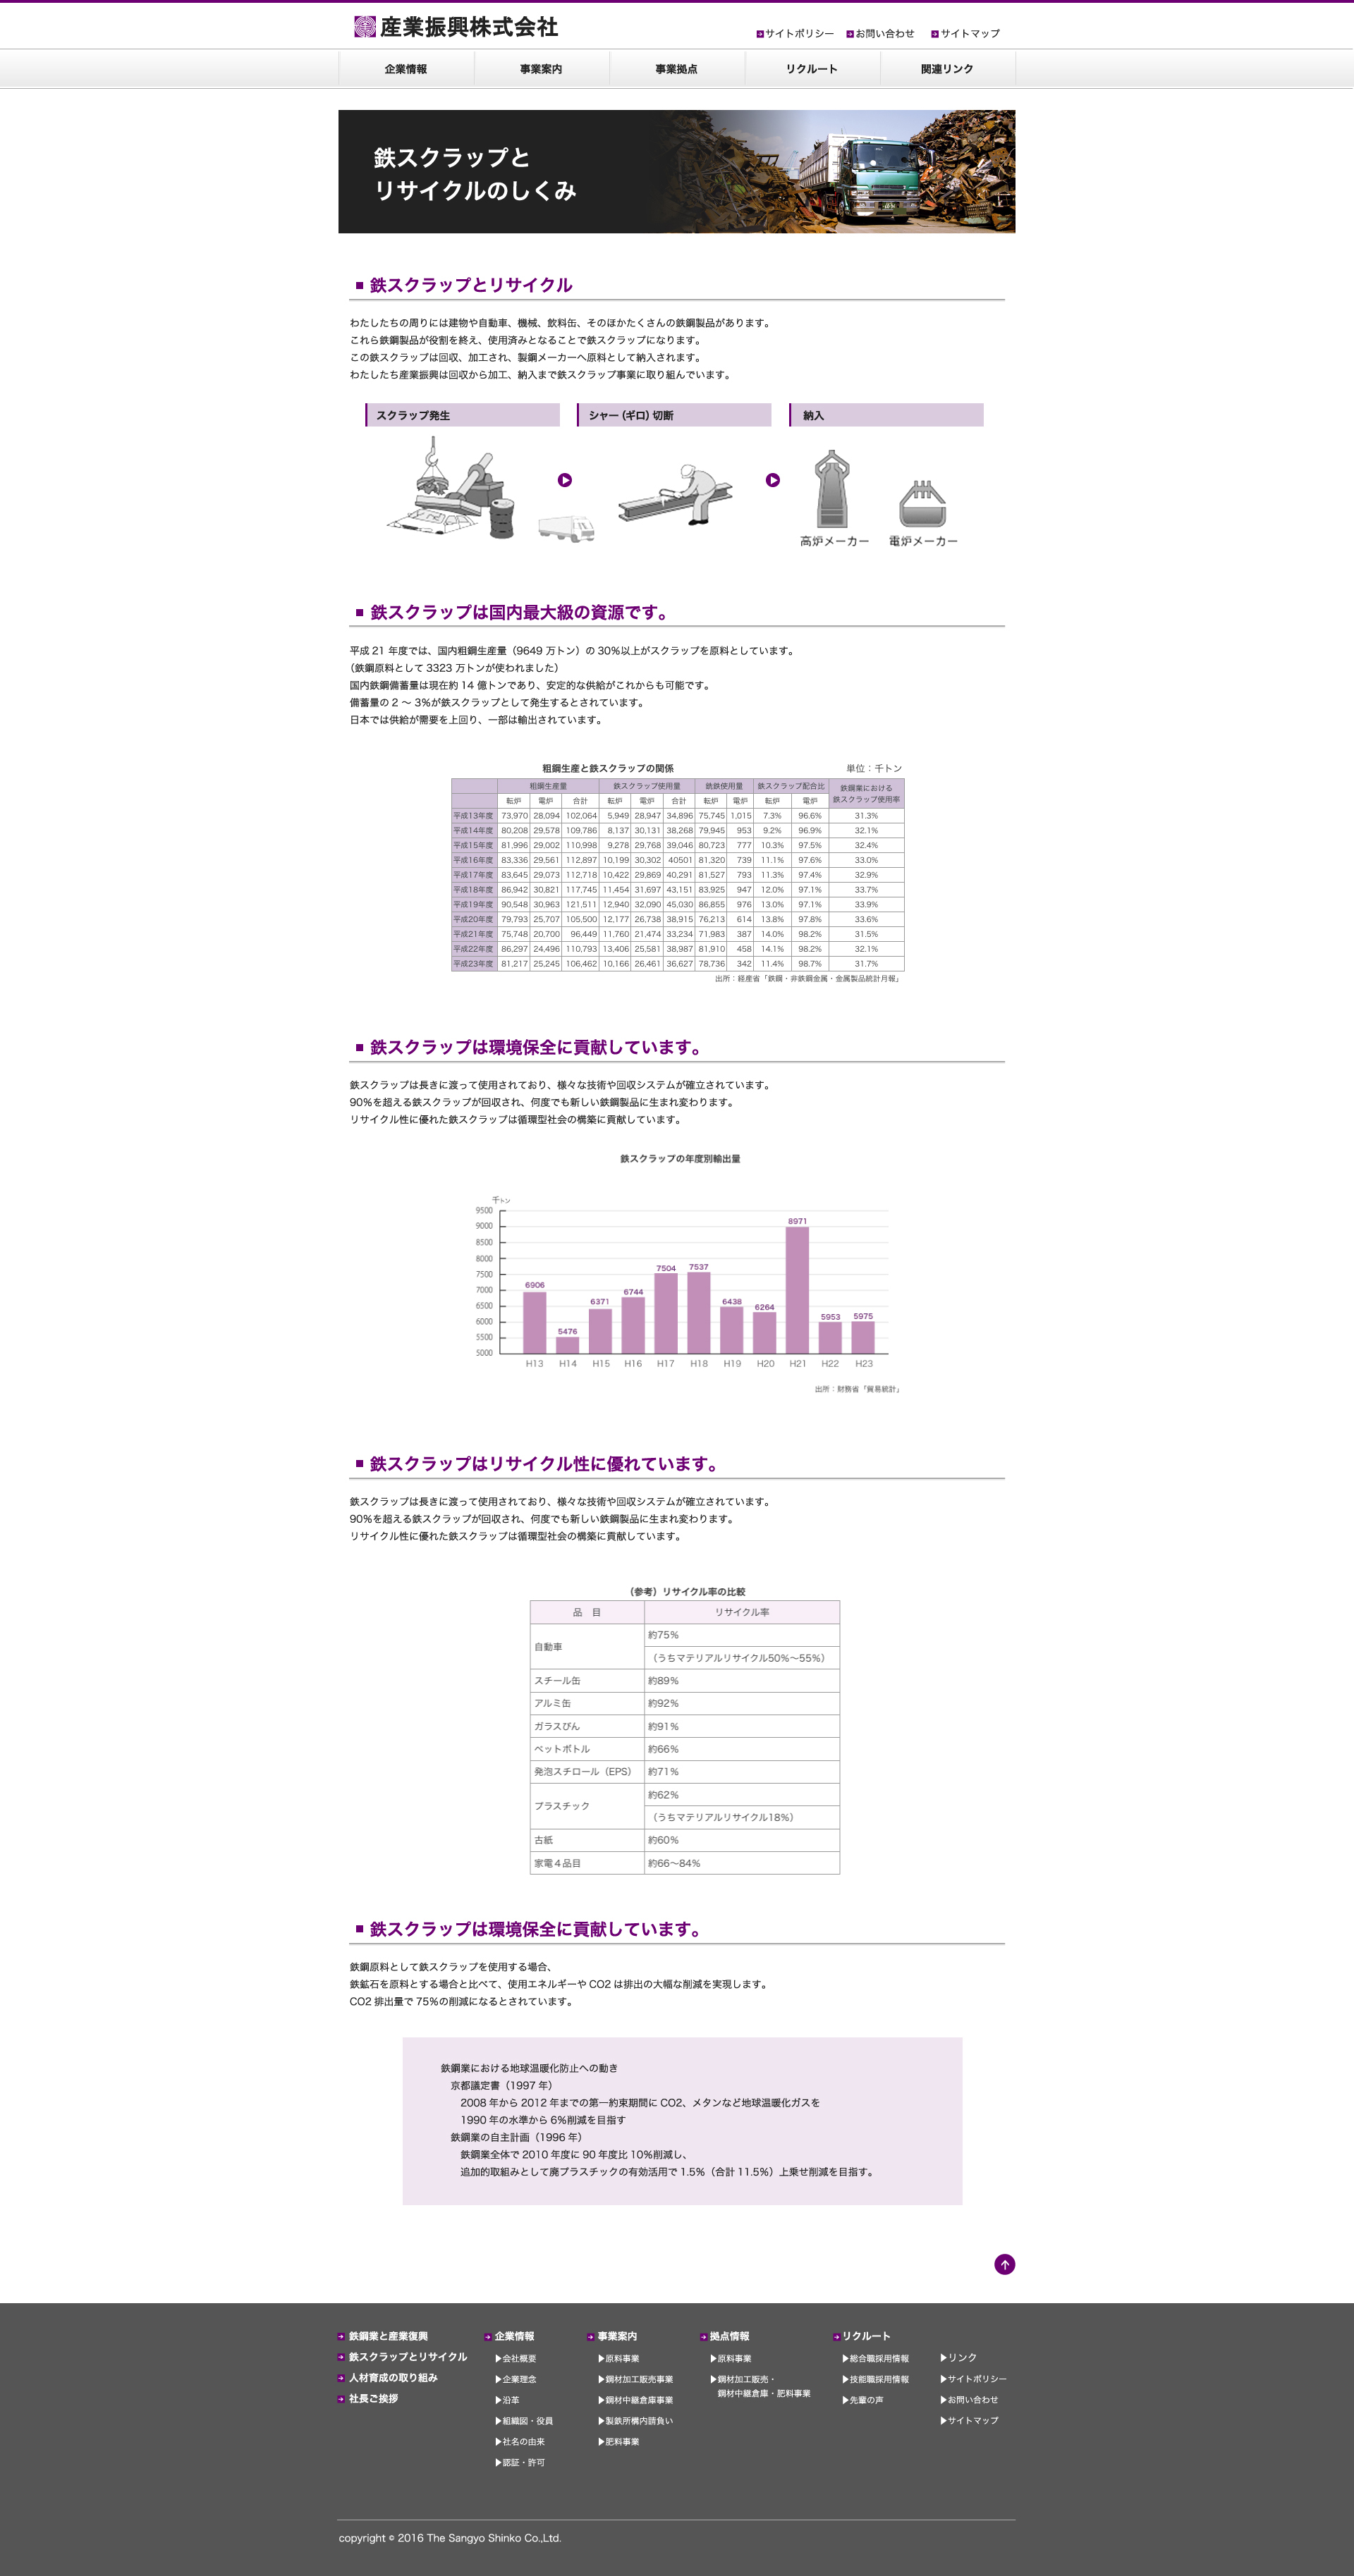 産業振興株式会社
サイトポリシー お問い合わせ サイトマップ
企業情報 事業案内 事業拠点 リクルート 関連リンク
鉄スクラップと
リサイクルのしくみ
鉄スクラップとリサイクル
わたしたちの周りには建物や自動車、機械、飲料缶、そのほかたくさんの鉄鋼製品があります。
これら鉄鋼製品が役割を終え、使用済みとなることで鉄スクラップになります。
この鉄スクラップは回収、加工され、製鋼メーカーへ原料として納入されます。
わたしたち産業振興は回収から加工、納入まで鉄スクラップ事業に取り組んでいます。
スクラップ発生 シャー(ギロ)切断 納入
高炉メーカー 電炉メーカー
鉄スクラップは国内最大級の資源です。
平成 21 年度では、国内粗鋼生産量（9649 万トン）の 30%以上がスクラップを原料としています。
（鉄鋼原料として 3323 万トンが使われました）
国内鉄鋼備蓄量は現在約 14 億トンであり、安定的な供給がこれからも可能です。
備蓄量の 2 ～ 3%が鉄スクラップとして発生するとされています。
日本では供給が需要を上回り、一部は輸出されています。
粗鋼生産と鉄スクラップの関係 単位：千トン
粗鋼生産量 鉄スクラップ使用量 銑鉄使用量 鉄スクラップ配合比 鉄鋼業における
鉄スクラップ使用率
転炉 電炉 合計 転炉 電炉 合計 転炉 電炉 転炉 電炉
平成13年度 73,970 28,094 102,064 5,949 28,947 34,896 75,745 1,015 7.3% 96.6% 31.3%
平成14年度 80,208 29,578 109,786 8,137 30,131 38,268 79,945 953 9.2% 96.9% 32.1%
平成15年度 81,996 29,002 110,998 9,278 29,768 39,046 80,723 777 10.3% 97.5% 32.4%
平成16年度 83,336 29,561 112,897 10,199 30,302 40501 81,320 739 11.1% 97.6% 33.0%
平成17年度 83,645 29,073 112,718 10,422 29,869 40,291 81,527 793 11.3% 97.4% 32.9%
平成18年度 86,942 30,821 117,745 11,454 31,697 43,151 83,925 947 12.0% 97.1% 33.7%
平成19年度 90,548 30,963 121,511 12,940 32,090 45,030 86,855 976 13.0% 97.1% 33.9%
平成20年度 79,793 25,707 105,500 12,177 26,738 38,915 76,213 614 13.8% 97.8% 33.6%
平成21年度 75,748 20,700 96,449 11,760 21,474 33,234 71,983 387 14.0% 98.2% 31.5%
平成22年度 86,297 24,496 110,793 13,406 25,581 38,987 81,910 458 14.1% 98.2% 32.1%
平成23年度 81,217 25,245 106,462 10,166 26,461 36,627 78,736 342 11.4% 98.7% 31.7%
出所：経産省「鉄鋼・非鉄鋼金属・金属製品統計月報」
鉄スクラップは環境保全に貢献しています。
鉄スクラップは長きに渡って使用されており、様々な技術や回収システムが確立されています。
90%を超える鉄スクラップが回収され、何度でも新しい鉄鋼製品に生まれ変わります。
リサイクル性に優れた鉄スクラップは循環型社会の構築に貢献しています。
鉄スクラップの年度別輸出量
千トン
9500
9000
8500
8000
7500
7000
6500
6000
5500
5000
6906 5476 6371 6744 7504 7537 6438 6264 8971 5953 5975
H13 H14 H15 H16 H17 H18 H19 H20 H21 H22 H23
出所：財務省「貿易統計」
鉄スクラップはリサイクル性に優れています。
鉄スクラップは長きに渡って使用されており、様々な技術や回収システムが確立されています。
90%を超える鉄スクラップが回収され、何度でも新しい鉄鋼製品に生まれ変わります。
リサイクル性に優れた鉄スクラップは循環型社会の構築に貢献しています。
（参考）リサイクル率の比較
品　目 リサイクル率
自動車 約75%
（うちマテリアルリサイクル50%～55%）
スチール缶 約89%
アルミ缶 約92%
ガラスびん 約91%
ペットボトル 約66%
発泡スチロール（EPS） 約71%
プラスチック 約62%
（うちマテリアルリサイクル18%）
古紙 約60%
家電４品目 約66～84%
鉄スクラップは環境保全に貢献しています。
鉄鋼原料として鉄スクラップを使用する場合、
鉄鉱石を原料とする場合と比べて、使用エネルギーや CO2 は排出の大幅な削減を実現します。
CO2 排出量で 75%の削減になるとされています。
鉄鋼業における地球温暖化防止への動き
京都議定書（1997 年）
2008 年から 2012 年までの第一約束期間に CO2、メタンなど地球温暖化ガスを
1990 年の水準から 6%削減を目指す
鉄鋼業の自主計画（1996 年）
鉄鋼業全体で 2010 年度に 90 年度比 10%削減し、
追加的取組みとして廃プラスチックの有効活用で 1.5%（合計 11.5%）上乗せ削減を目指す。
鉄鋼業と産業復興
鉄スクラップとリサイクル
人材育成の取り組み
社長ご挨拶
企業情報
▶会社概要
▶企業理念
▶沿革
▶組織図・役員
▶社名の由来
▶認証・許可
事業案内
▶原料事業
▶鋼材加工販売事業
▶鋼材中継倉庫事業
▶製鉄所構内請負い
▶肥料事業
拠点情報
▶原料事業
▶鋼材加工販売・
鋼材中継倉庫・肥料事業
リクルート
▶総合職採用情報
▶技能職採用情報
▶先輩の声
▶リンク
▶サイトポリシー
▶お問い合わせ
▶サイトマップ
copyright © 2016 The Sangyo Shinko Co.,Ltd.